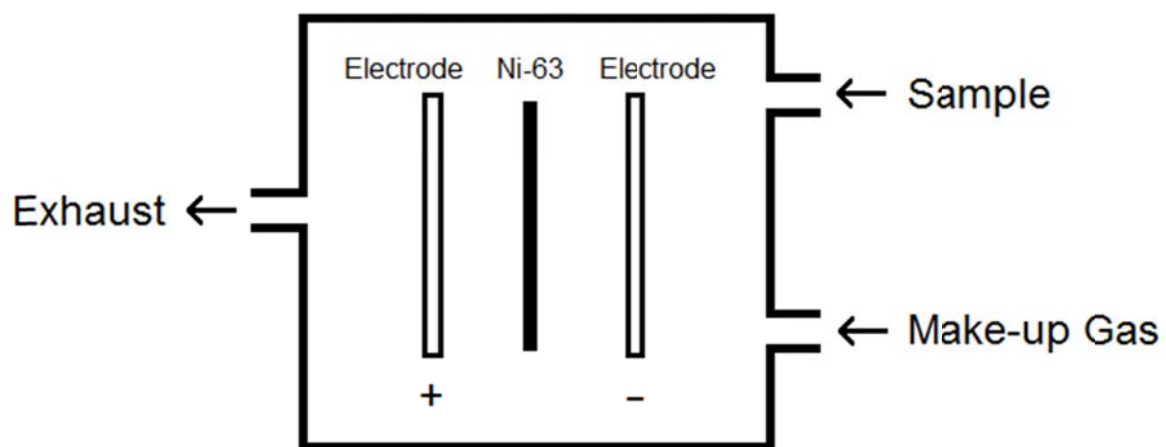 Electrode Ni-63 Electrode
← Sample
Exhaust ←
← Make-up Gas
+ −